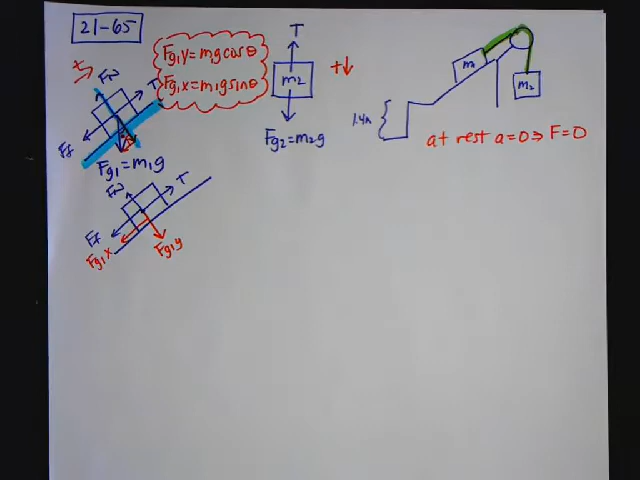 21-65
+
FN
T
Ff
Fg₁=m₁g
Fg₁y=m₁gcosθ
Fg₁x=m₁gsinθ
T
m₂
Fg₂=m₂g
+↓
m₁
m₂
1.4m
at rest a=0⇒F=0
FN
T
Ff
Fg₁x
Fg₁y